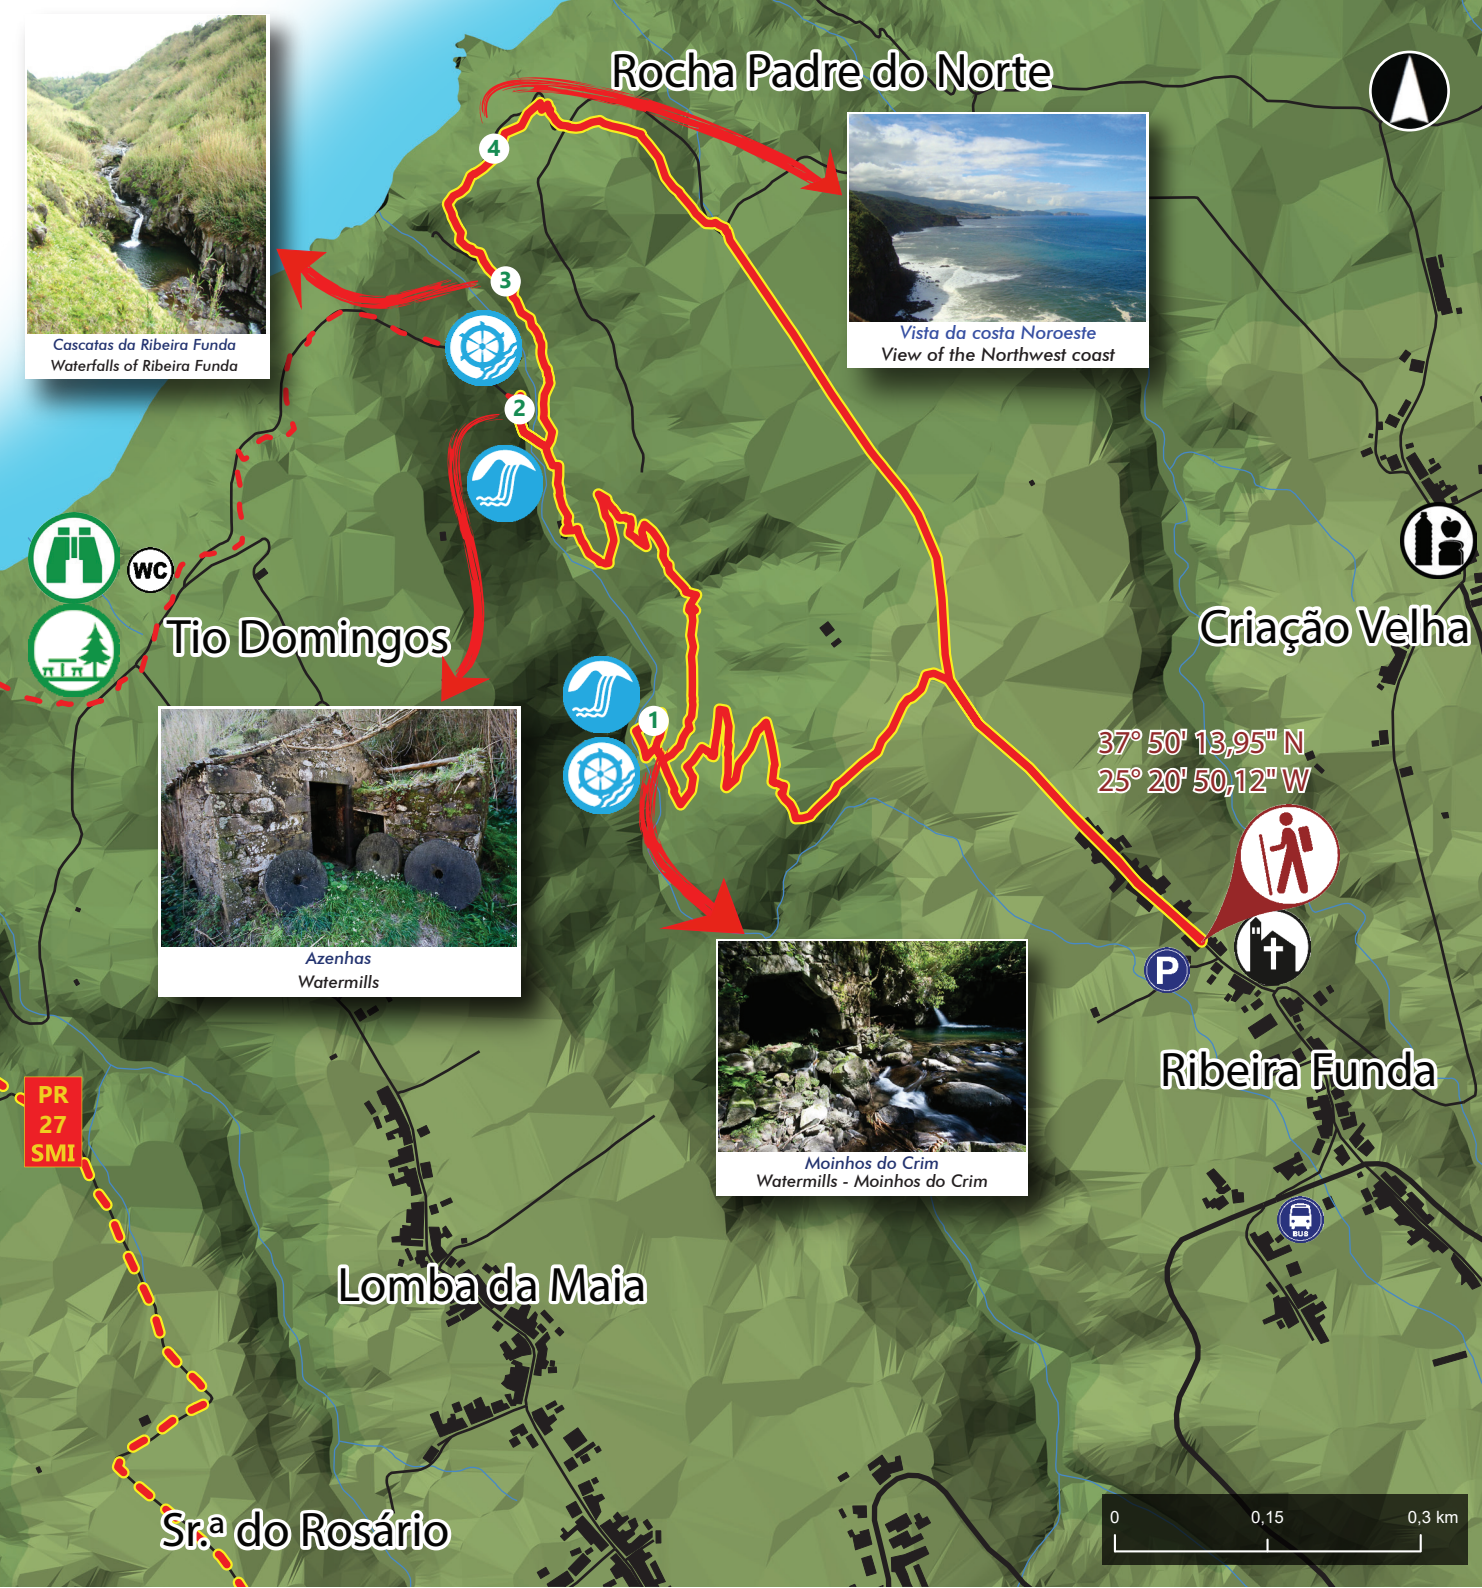 Rocha Padre do Norte
4
3
2
1
Cascatas da Ribeira Funda
Waterfalls of Ribeira Funda
Vista da costa Noroeste
View of the Northwest coast
WC
Tio Domingos
Criação Velha
37° 50' 13,95" N
25° 20' 50,12" W
Azenhas
Watermills
P
Moinhos do Crim
Watermills - Moinhos do Crim
Ribeira Funda
PR
27
SMI
BUS
Lomba da Maia
Sr.ª do Rosário
0 0,15 0,3 km